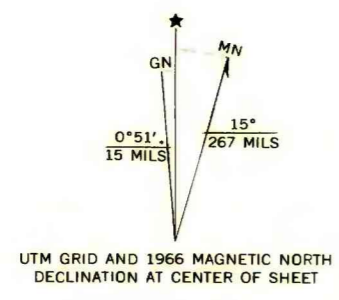 ★
GN
MN
0°51'
15 MILS
15°
267 MILS
UTM GRID AND 1966 MAGNETIC NORTH
DECLINATION AT CENTER OF SHEET